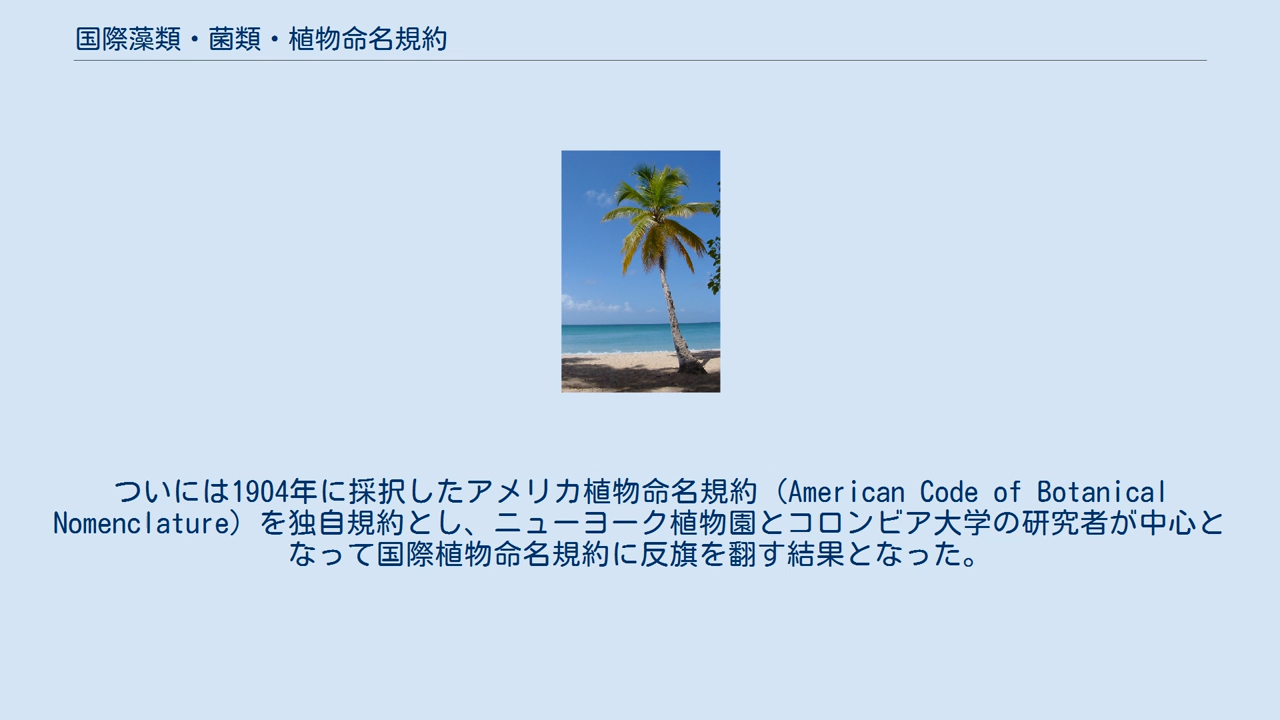 国際藻類・菌類・植物命名規約
ついには1904年に採択したアメリカ植物命名規約（American Code of Botanical
Nomenclature）を独自規約とし、ニューヨーク植物園とコロンビア大学の研究者が中心と
なって国際植物命名規約に反旗を翻す結果となった。